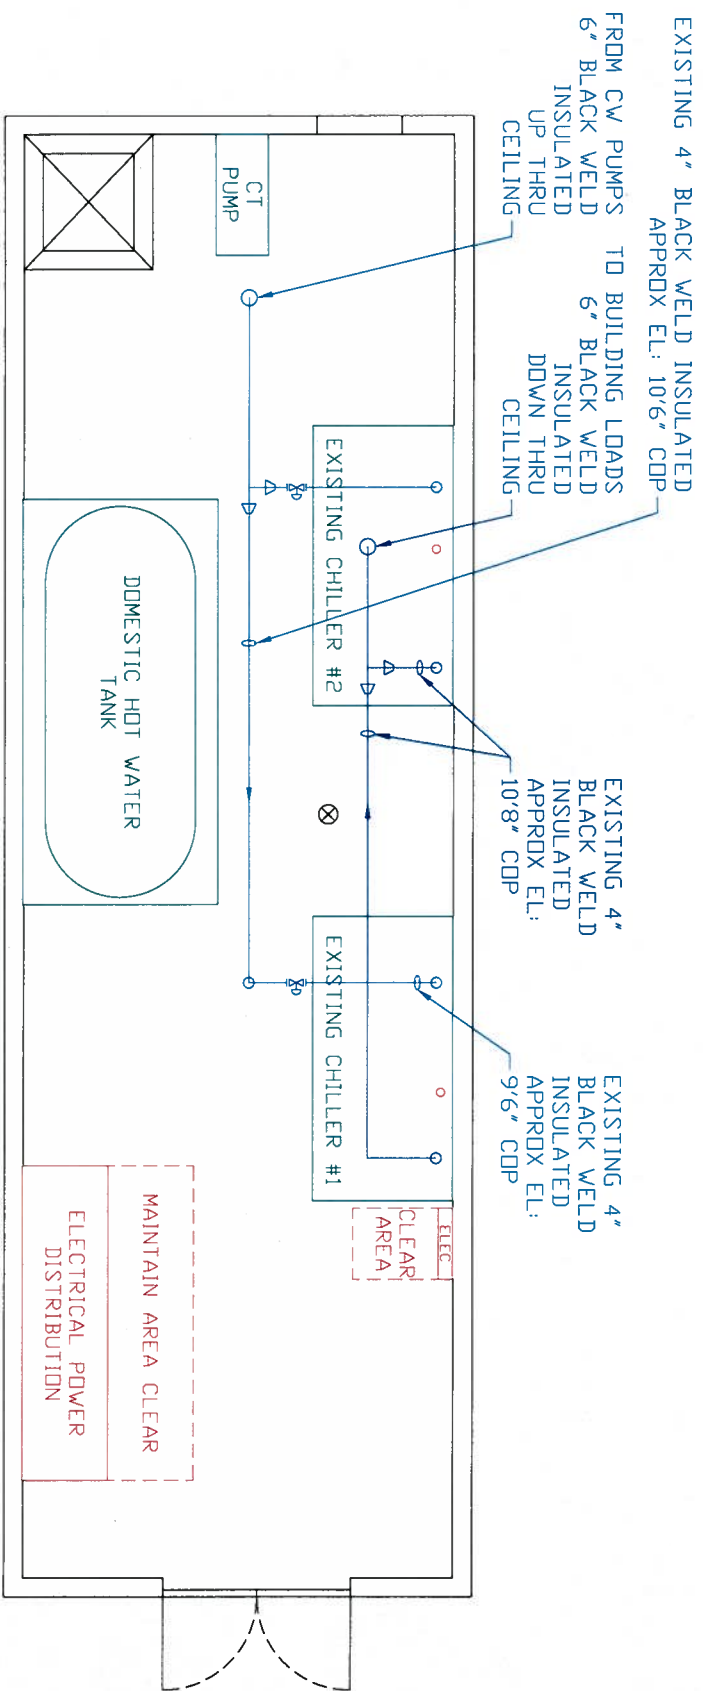 EXISTING 4" BLACK WELD INSULATED
APPROX EL: 10'6" COP
FROM CW PUMPS
6" BLACK WELD
INSULATED
UP THRU
CEILING
TO BUILDING LOADS
6" BLACK WELD
INSULATED
DOWN THRU
CEILING
EXISTING 4"
BLACK WELD
INSULATED
APPROX EL:
10'8" COP
EXISTING 4"
BLACK WELD
INSULATED
APPROX EL:
9'6" COP
CT
PUMP
EXISTING CHILLER #2
EXISTING CHILLER #1
ELEC
CLEAR
AREA
DOMESTIC HOT WATER
TANK
MAINTAIN AREA CLEAR
ELECTRICAL POWER
DISTRIBUTION